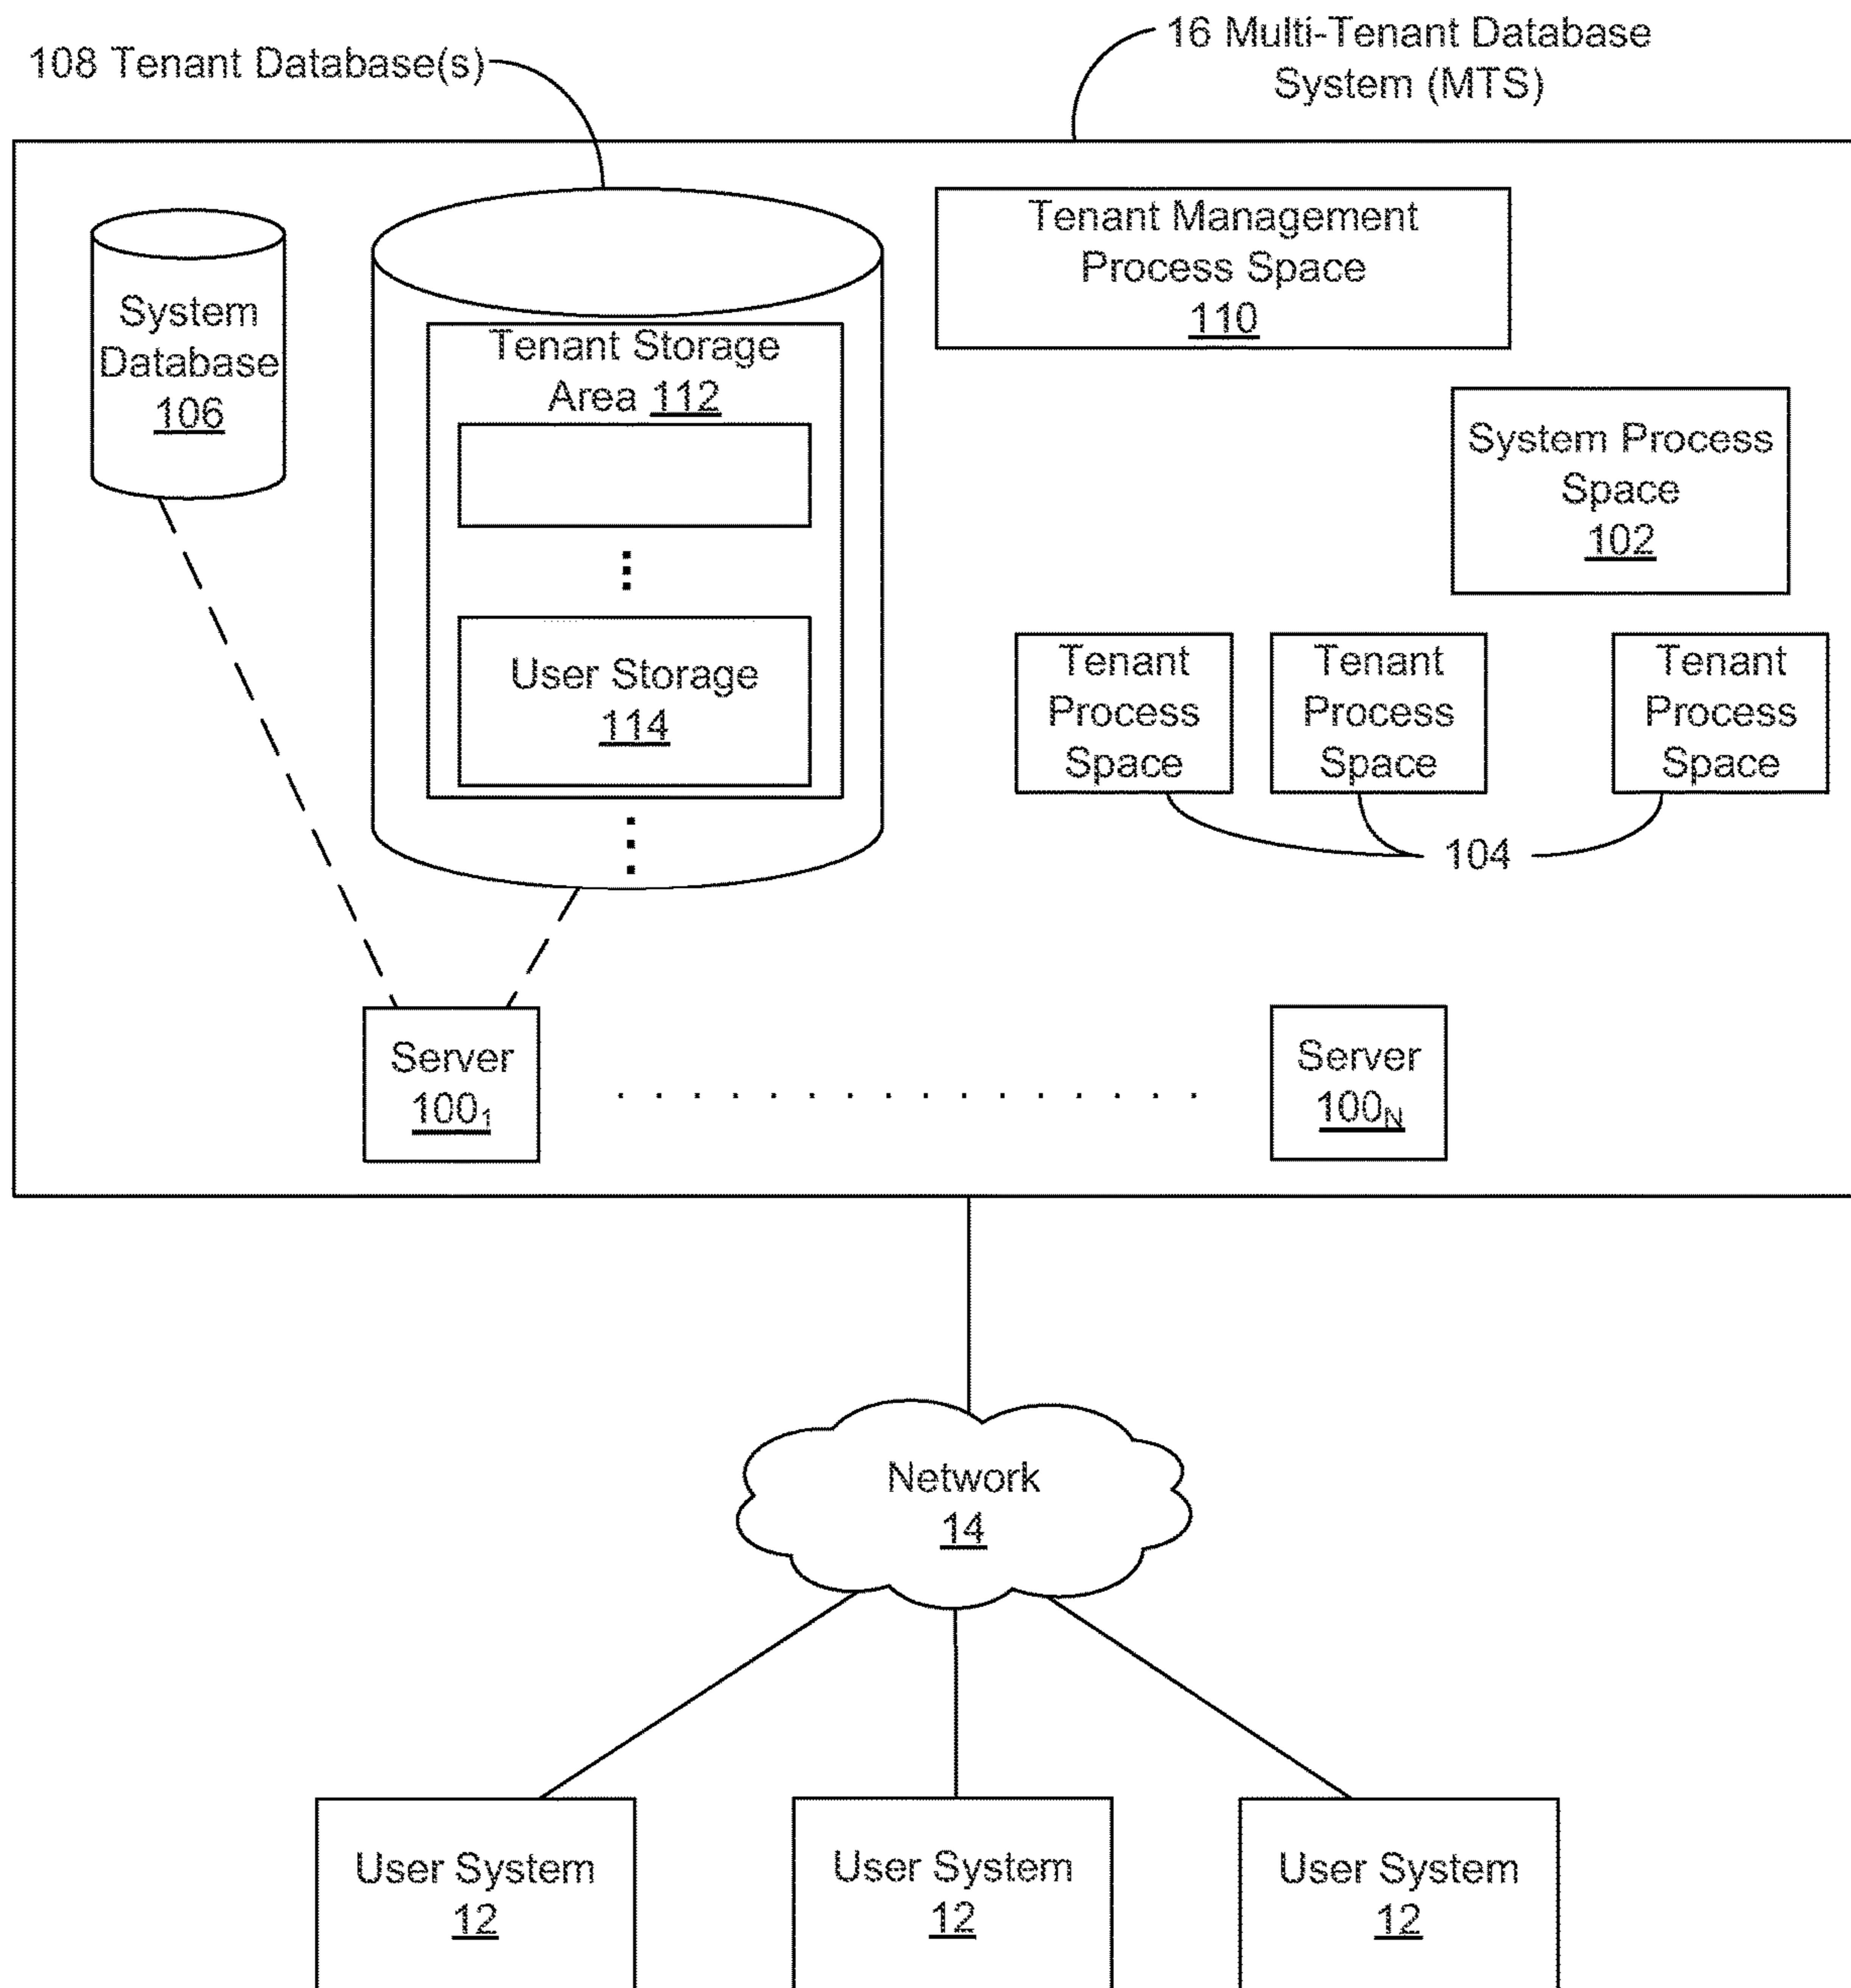 16 Multi-Tenant Database
System (MTS)
108 Tenant Database(s)
System
Database
106
Tenant Storage
Area 112
User Storage
114
Tenant Management
Process Space
110
System Process
Space
102
Tenant
Process
Space
Tenant
Process
Space
Tenant
Process
Space
104
Server
100₁
Server
100N
Network
14
User System
12
User System
12
User System
12